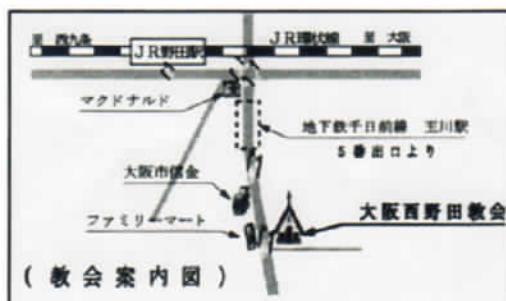 至 西九条
JR野田駅
JR環状線
至 大阪
マクドナルド
地下鉄千日前線 玉川駅
5番出口より
大阪市信金
大阪西野田教会
ファミリーマート
(教会案内図)